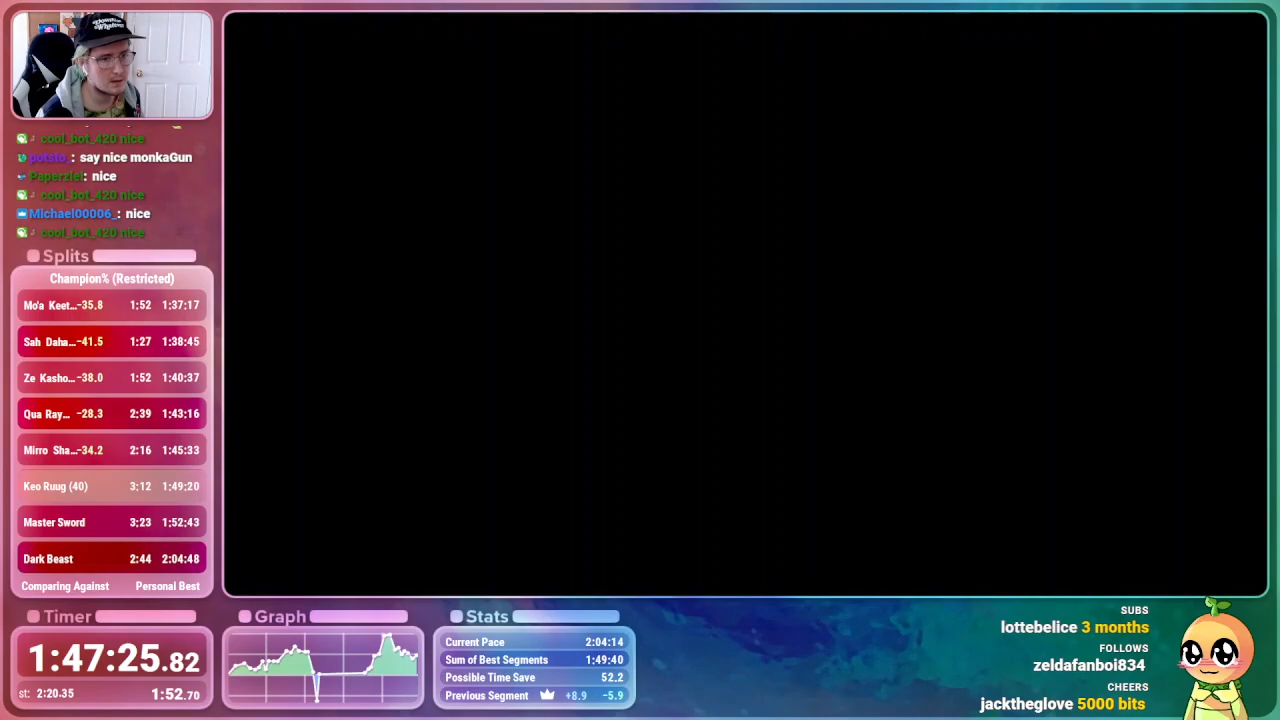 cool_bot_420 nice
potsto_: say nice monkaGun
Paperziel: nice
cool_bot_420 nice
Michael00006_: nice
cool_bot_420 nice
Splits
Champion% (Restricted)
Mo'a Keet... -35.8 1:52 1:37:17
Sah Daha... -41.5 1:27 1:38:45
Ze Kasho... -38.0 1:52 1:40:37
Qua Ray... -28.3 2:39 1:43:16
Mirro Sha... -34.2 2:16 1:45:33
Keo Ruug (40) 3:12 1:49:20
Master Sword 3:23 1:52:43
Dark Beast 2:44 2:04:48
Comparing Against Personal Best
Timer
1:47:25.82
st: 2:20.35 1:52.70
Graph
Stats
Current Pace 2:04:14
Sum of Best Segments 1:49:40
Possible Time Save 52.2
Previous Segment +8.9 -5.9
SUBS
lottebelice 3 months
FOLLOWS
zeldafanboi834
CHEERS
jacktheglove 5000 bits